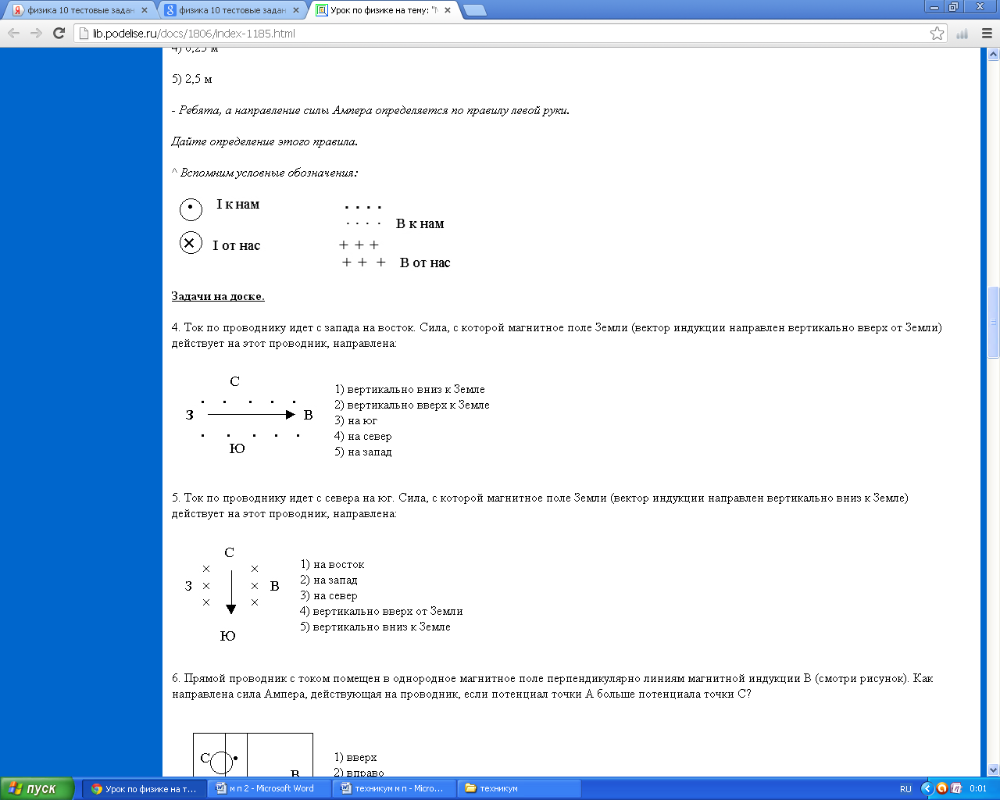 физика 10 тестовые задан
физика 10 тестовые задан
Урок по физике на тему: "М
lib.podelise.ru/docs/1806/index-1185.html
4) 0,25 м
5) 2,5 м
- Ребята, а направление силы Ампера определяется по правилу левой руки.
Дайте определение этого правила.
^ Вспомним условные обозначения:
I к нам
В к нам
I от нас
+ + +
+ + + В от нас
Задачи на доске.
4. Ток по проводнику идет с запада на восток. Сила, с которой магнитное поле Земли (вектор индукции направлен вертикально вверх от Земли)
действует на этот проводник, направлена:
С
З
В
Ю
1) вертикально вниз к Земле
2) вертикально вверх к Земле
3) на юг
4) на север
5) на запад
5. Ток по проводнику идет с севера на юг. Сила, с которой магнитное поле Земли (вектор индукции направлен вертикально вниз к Земле)
действует на этот проводник, направлена:
С
З
В
Ю
1) на восток
2) на запад
3) на север
4) вертикально вверх от Земли
5) вертикально вниз к Земле
6. Прямой проводник с током помещен в однородное магнитное поле перпендикулярно линиям магнитной индукции В (смотри рисунок). Как
направлена сила Ампера, действующая на проводник, если потенциал точки А больше потенциала точки С?
С
В
1) вверх
2) вправо
пуск
Урок по физике на т...
м п 2 - Microsoft Word
техникум м п - Micro...
техникум
RU
0:01